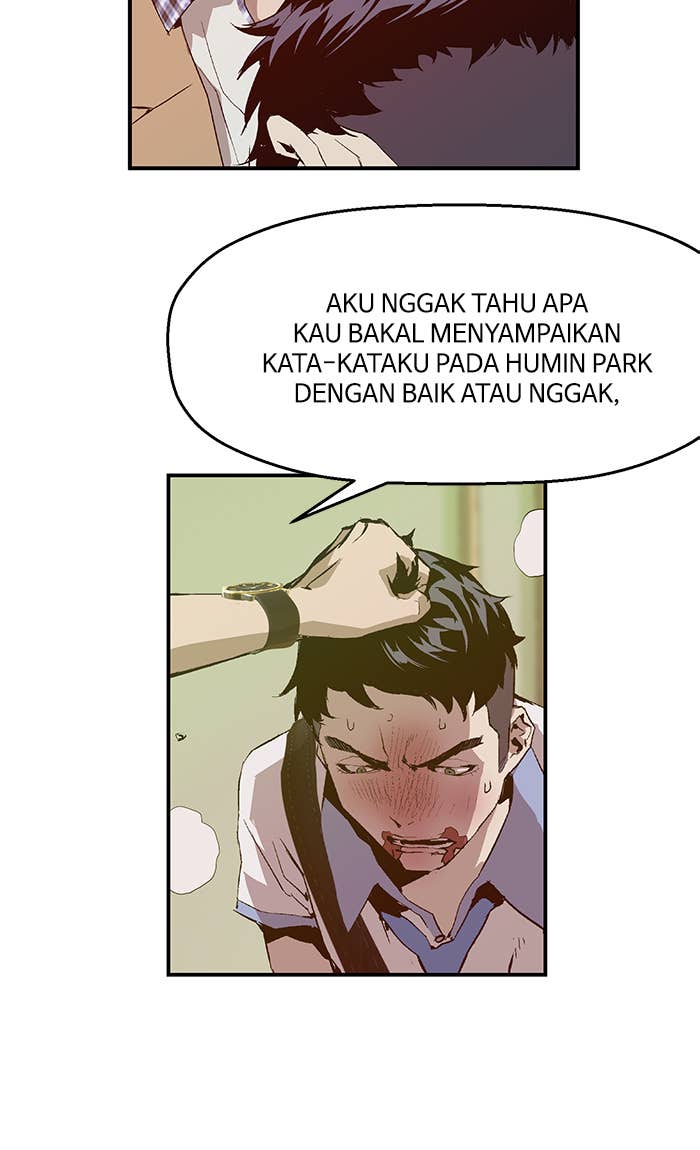 AKU NGGAK TAHU APA
KAU BAKAL MENYAMPAIKAN
KATA-KATAKU PADA HUMIN PARK
DENGAN BAIK ATAU NGGAK,